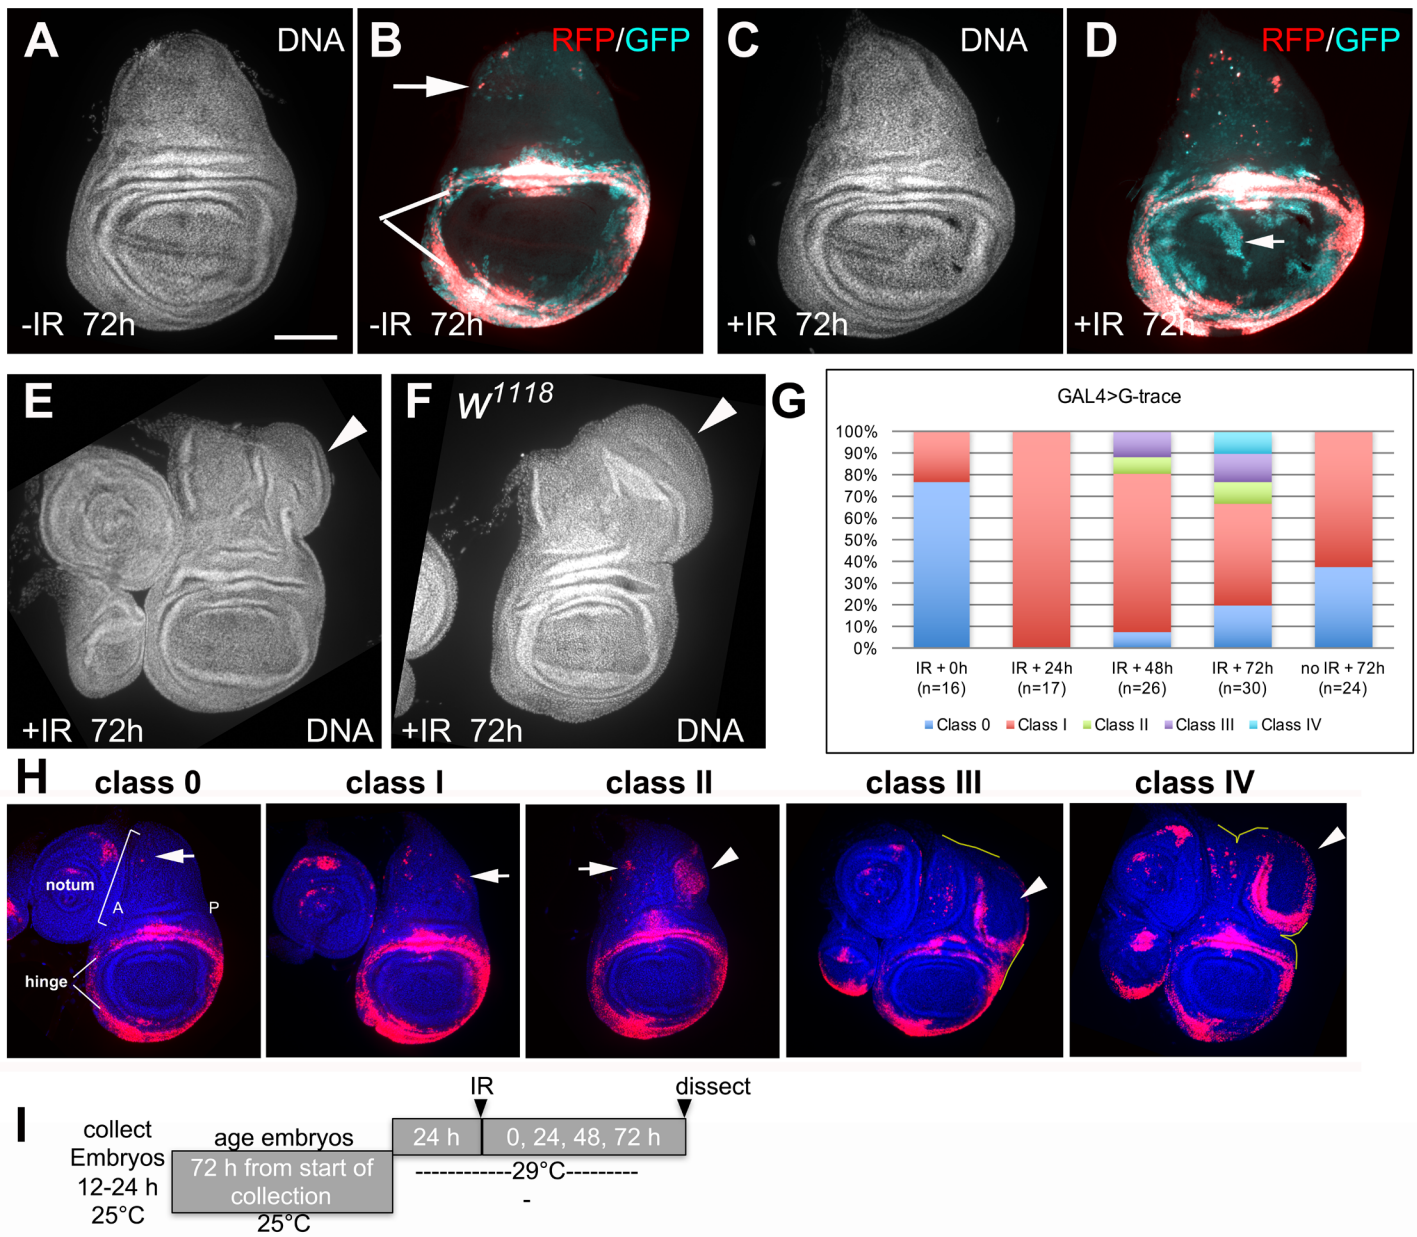 A
DNA
-IR 72h
B
RFP/GFP
-IR 72h
C
DNA
+IR 72h
D
RFP/GFP
+IR 72h
E
+IR 72h
DNA
F
w1118
+IR 72h
DNA
G
GAL4>G-trace
100%
90%
80%
70%
60%
50%
40%
30%
20%
10%
0%
IR + 0h
(n=16)
IR + 24h
(n=17)
IR + 48h
(n=26)
IR + 72h
(n=30)
no IR + 72h
(n=24)
Class 0
Class I
Class II
Class III
Class IV
H
class 0
class I
class II
class III
class IV
notum
A
P
hinge
I
IR
dissect
collect
Embryos
12-24 h
25°C
age embryos
72 h from start of
collection
25°C
24 h
0, 24, 48, 72 h
------------29°C---------
-